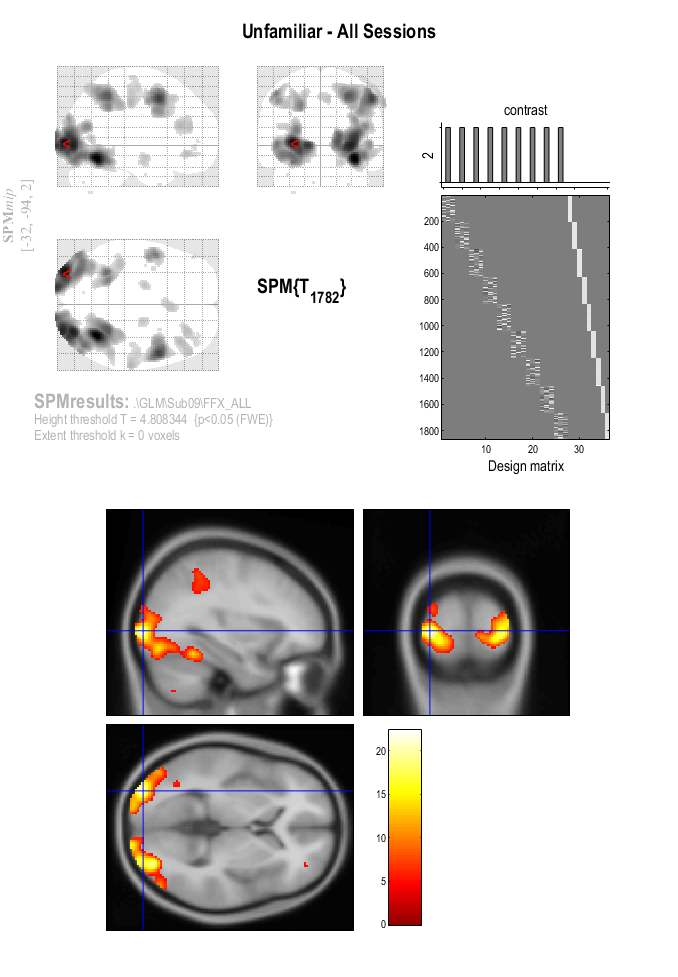 Unfamiliar - All Sessions
SPMmip
[-32, -94, 2]
<
<
<
SPM{T1782}
SPMresults: .\GLM\Sub09\FFX_ALL
Height threshold T = 4.808344 {p<0.05 (FWE)}
Extent threshold k = 0 voxels
contrast
2
200
400
600
800
1000
1200
1400
1600
1800
10 20 30
Design matrix
20
15
10
5
0